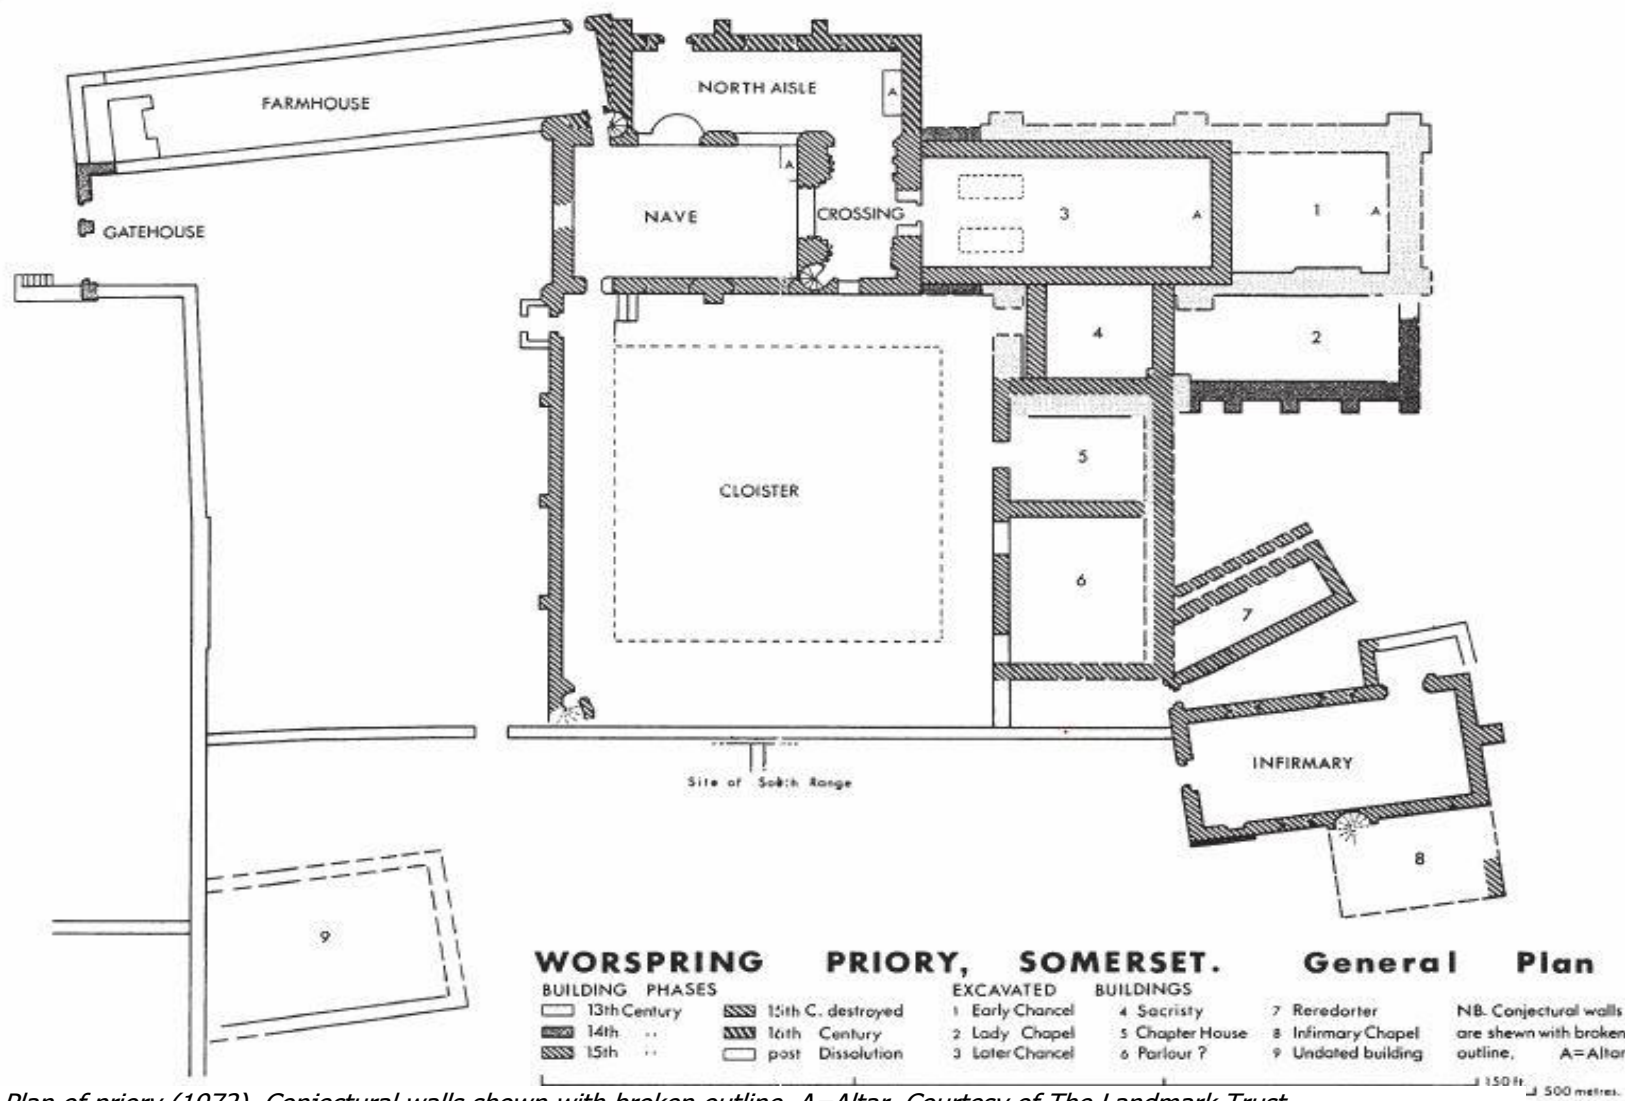 FARMHOUSE
NORTH AISLE
A
GATEHOUSE
NAVE
A
CROSSING
3
A
1
A
4
2
CLOISTER
5
6
7
INFIRMARY
Site of South Range
8
9
WORSPRING PRIORY, SOMERSET. General Plan
BUILDING PHASES
13th Century
14th "
15th "
15th C. destroyed
16th Century
post Dissolution
EXCAVATED BUILDINGS
1 Early Chancel
2 Lady Chapel
3 Later Chancel
4 Sacristy
5 Chapter House
6 Parlour ?
7 Reredorter
8 Infirmary Chapel
9 Undated building
NB. Conjectural walls
are shewn with broken
outline, A=Altar
150 ft
500 metres.
Plan of priory (1973). Conjectural walls shown with broken outline. A=Altar. Courtesy of The Landmark Trust